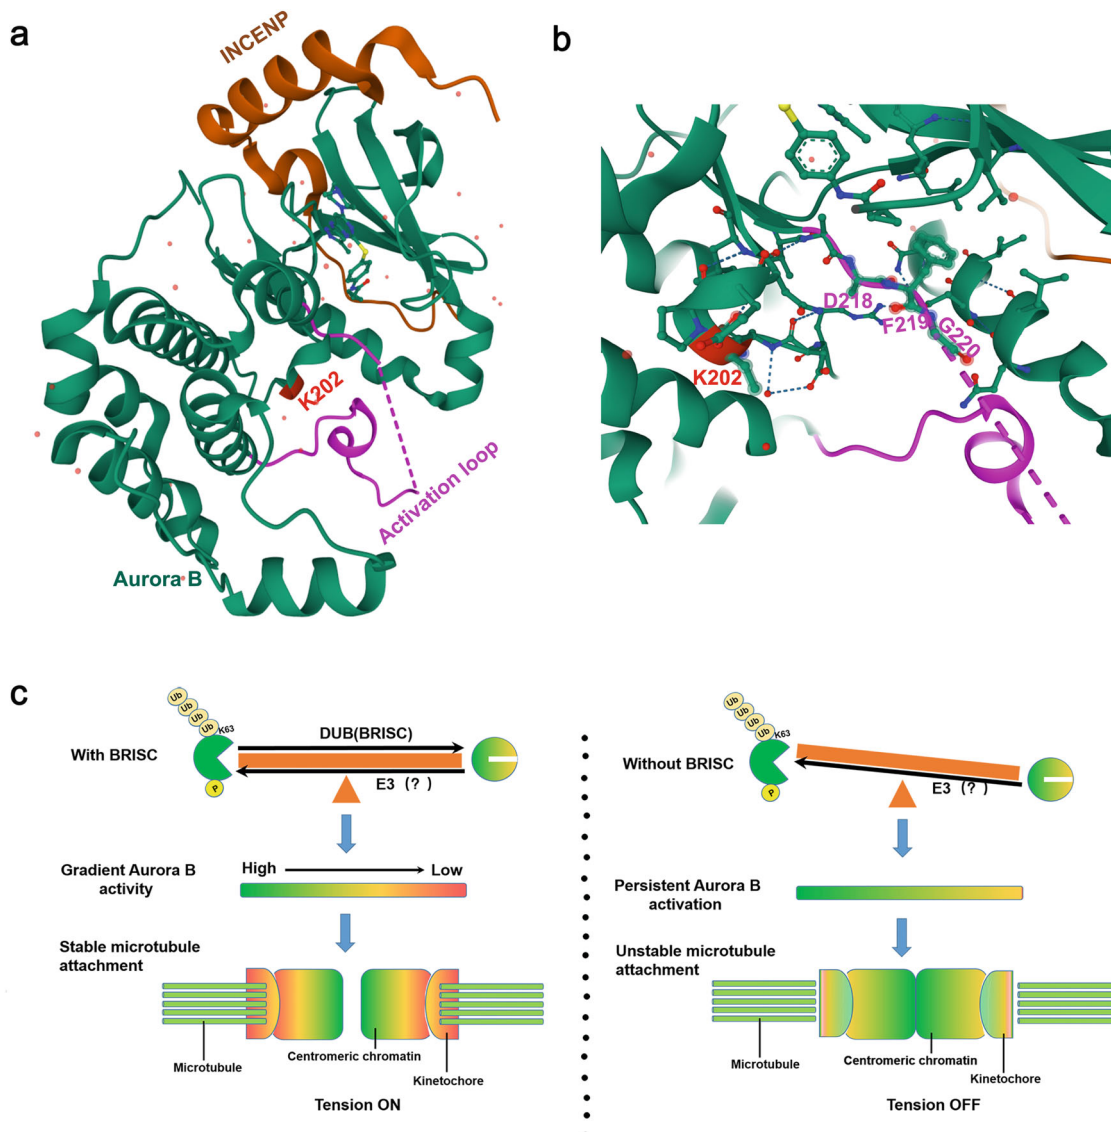 a
b
INCENP
K202
Activation loop
Aurora B
D218
F219
G220
K202
c
Ub
Ub
Ub
Ub
K63
With BRISC
DUB(BRISC)
E3 (?)
P
Gradient Aurora B
activity
High
Low
Stable microtubule
attachment
Microtubule
Centromeric chromatin
Kinetochore
Tension ON
Ub
Ub
Ub
Ub
K63
Without BRISC
E3 (?)
P
Persistent Aurora B
activation
Unstable microtubule
attachment
Microtubule
Centromeric chromatin
Kinetochore
Tension OFF